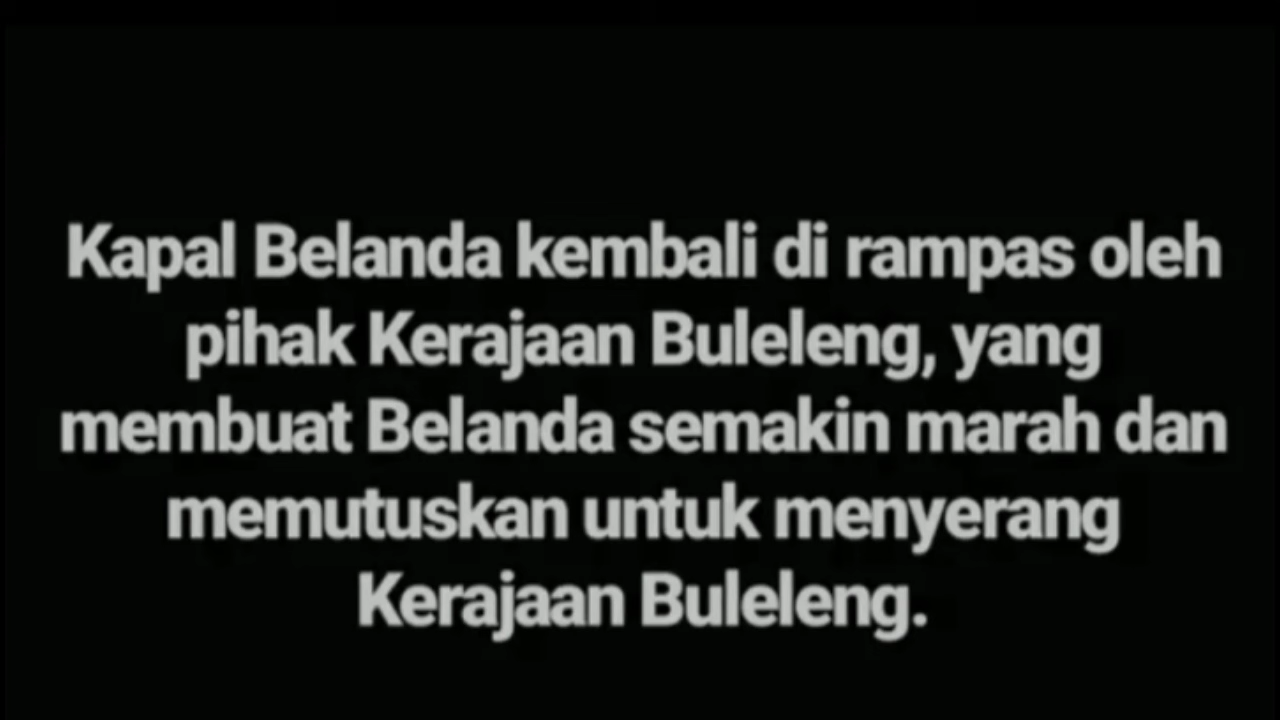 Kapal Belanda kembali di rampas oleh
pihak Kerajaan Buleleng, yang
membuat Belanda semakin marah dan
memutuskan untuk menyerang
Kerajaan Buleleng.